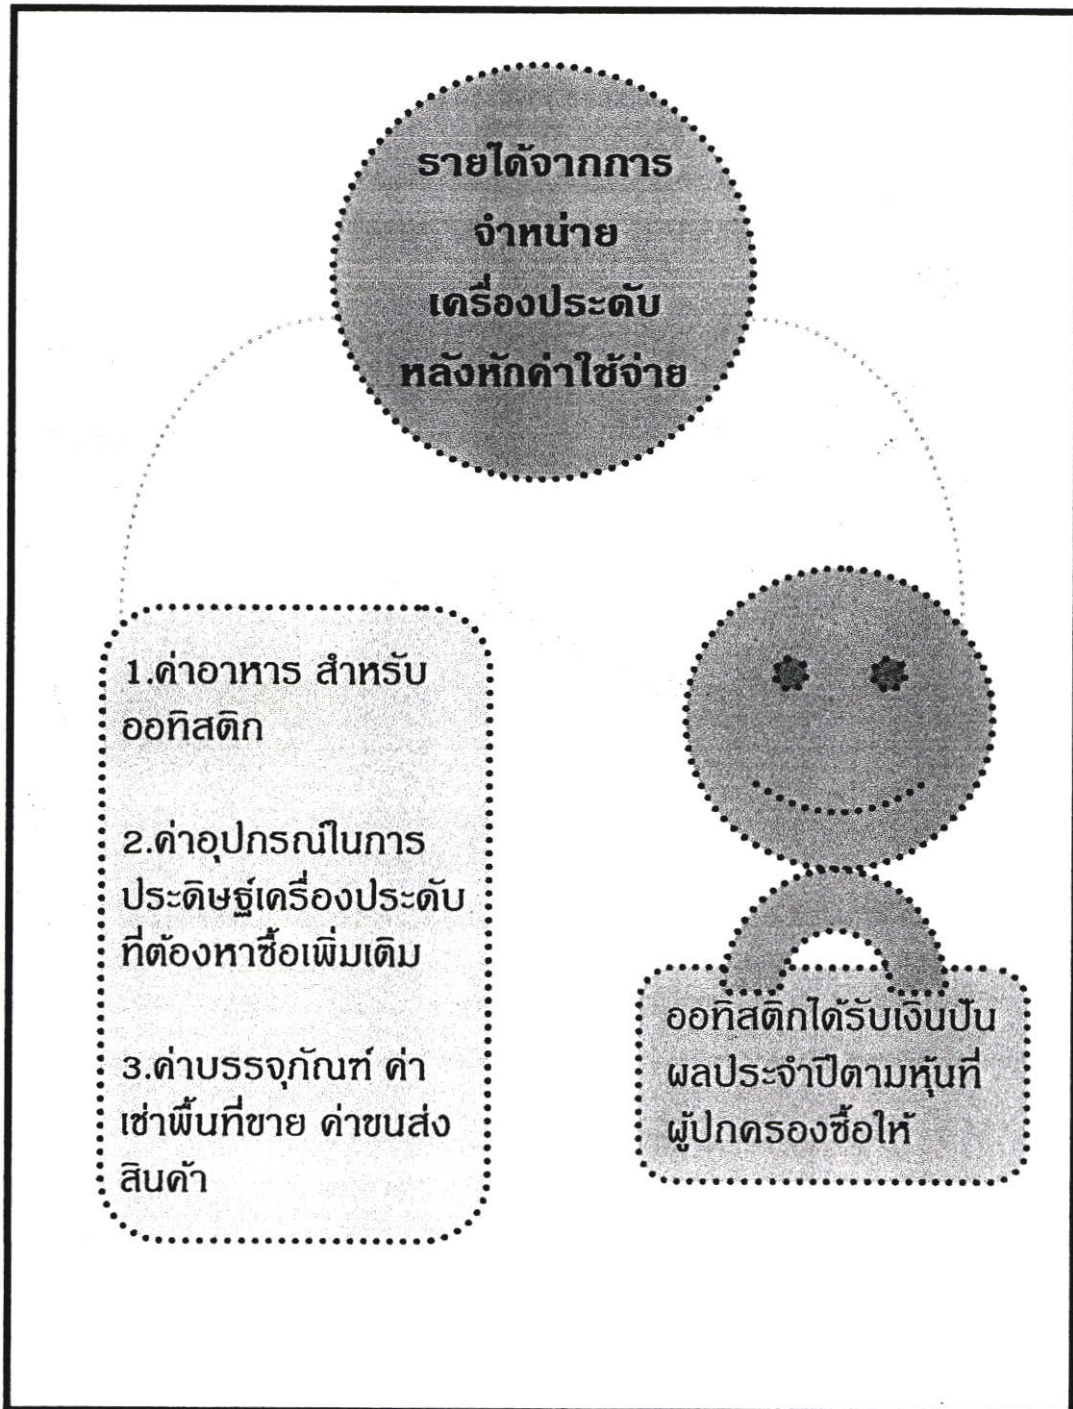 รายได้จากการ
จำหน่าย
เครื่องประดับ
หลังหักค่าใช้จ่าย
1.ค่าอาหาร สำหรับ
ออทิสติก
2.ค่าอุปกรณ์ในการ
ประดิษฐ์เครื่องประดับ
ที่ต้องหาซื้อเพิ่มเติม
3.ค่าบรรจุภัณฑ์ ค่า
เช่าพื้นที่ขาย ค่าขนส่ง
สินค้า
ออทิสติกได้รับเงินปัน
ผลประจำปีตามหุ้นที่
ผู้ปกครองซื้อให้